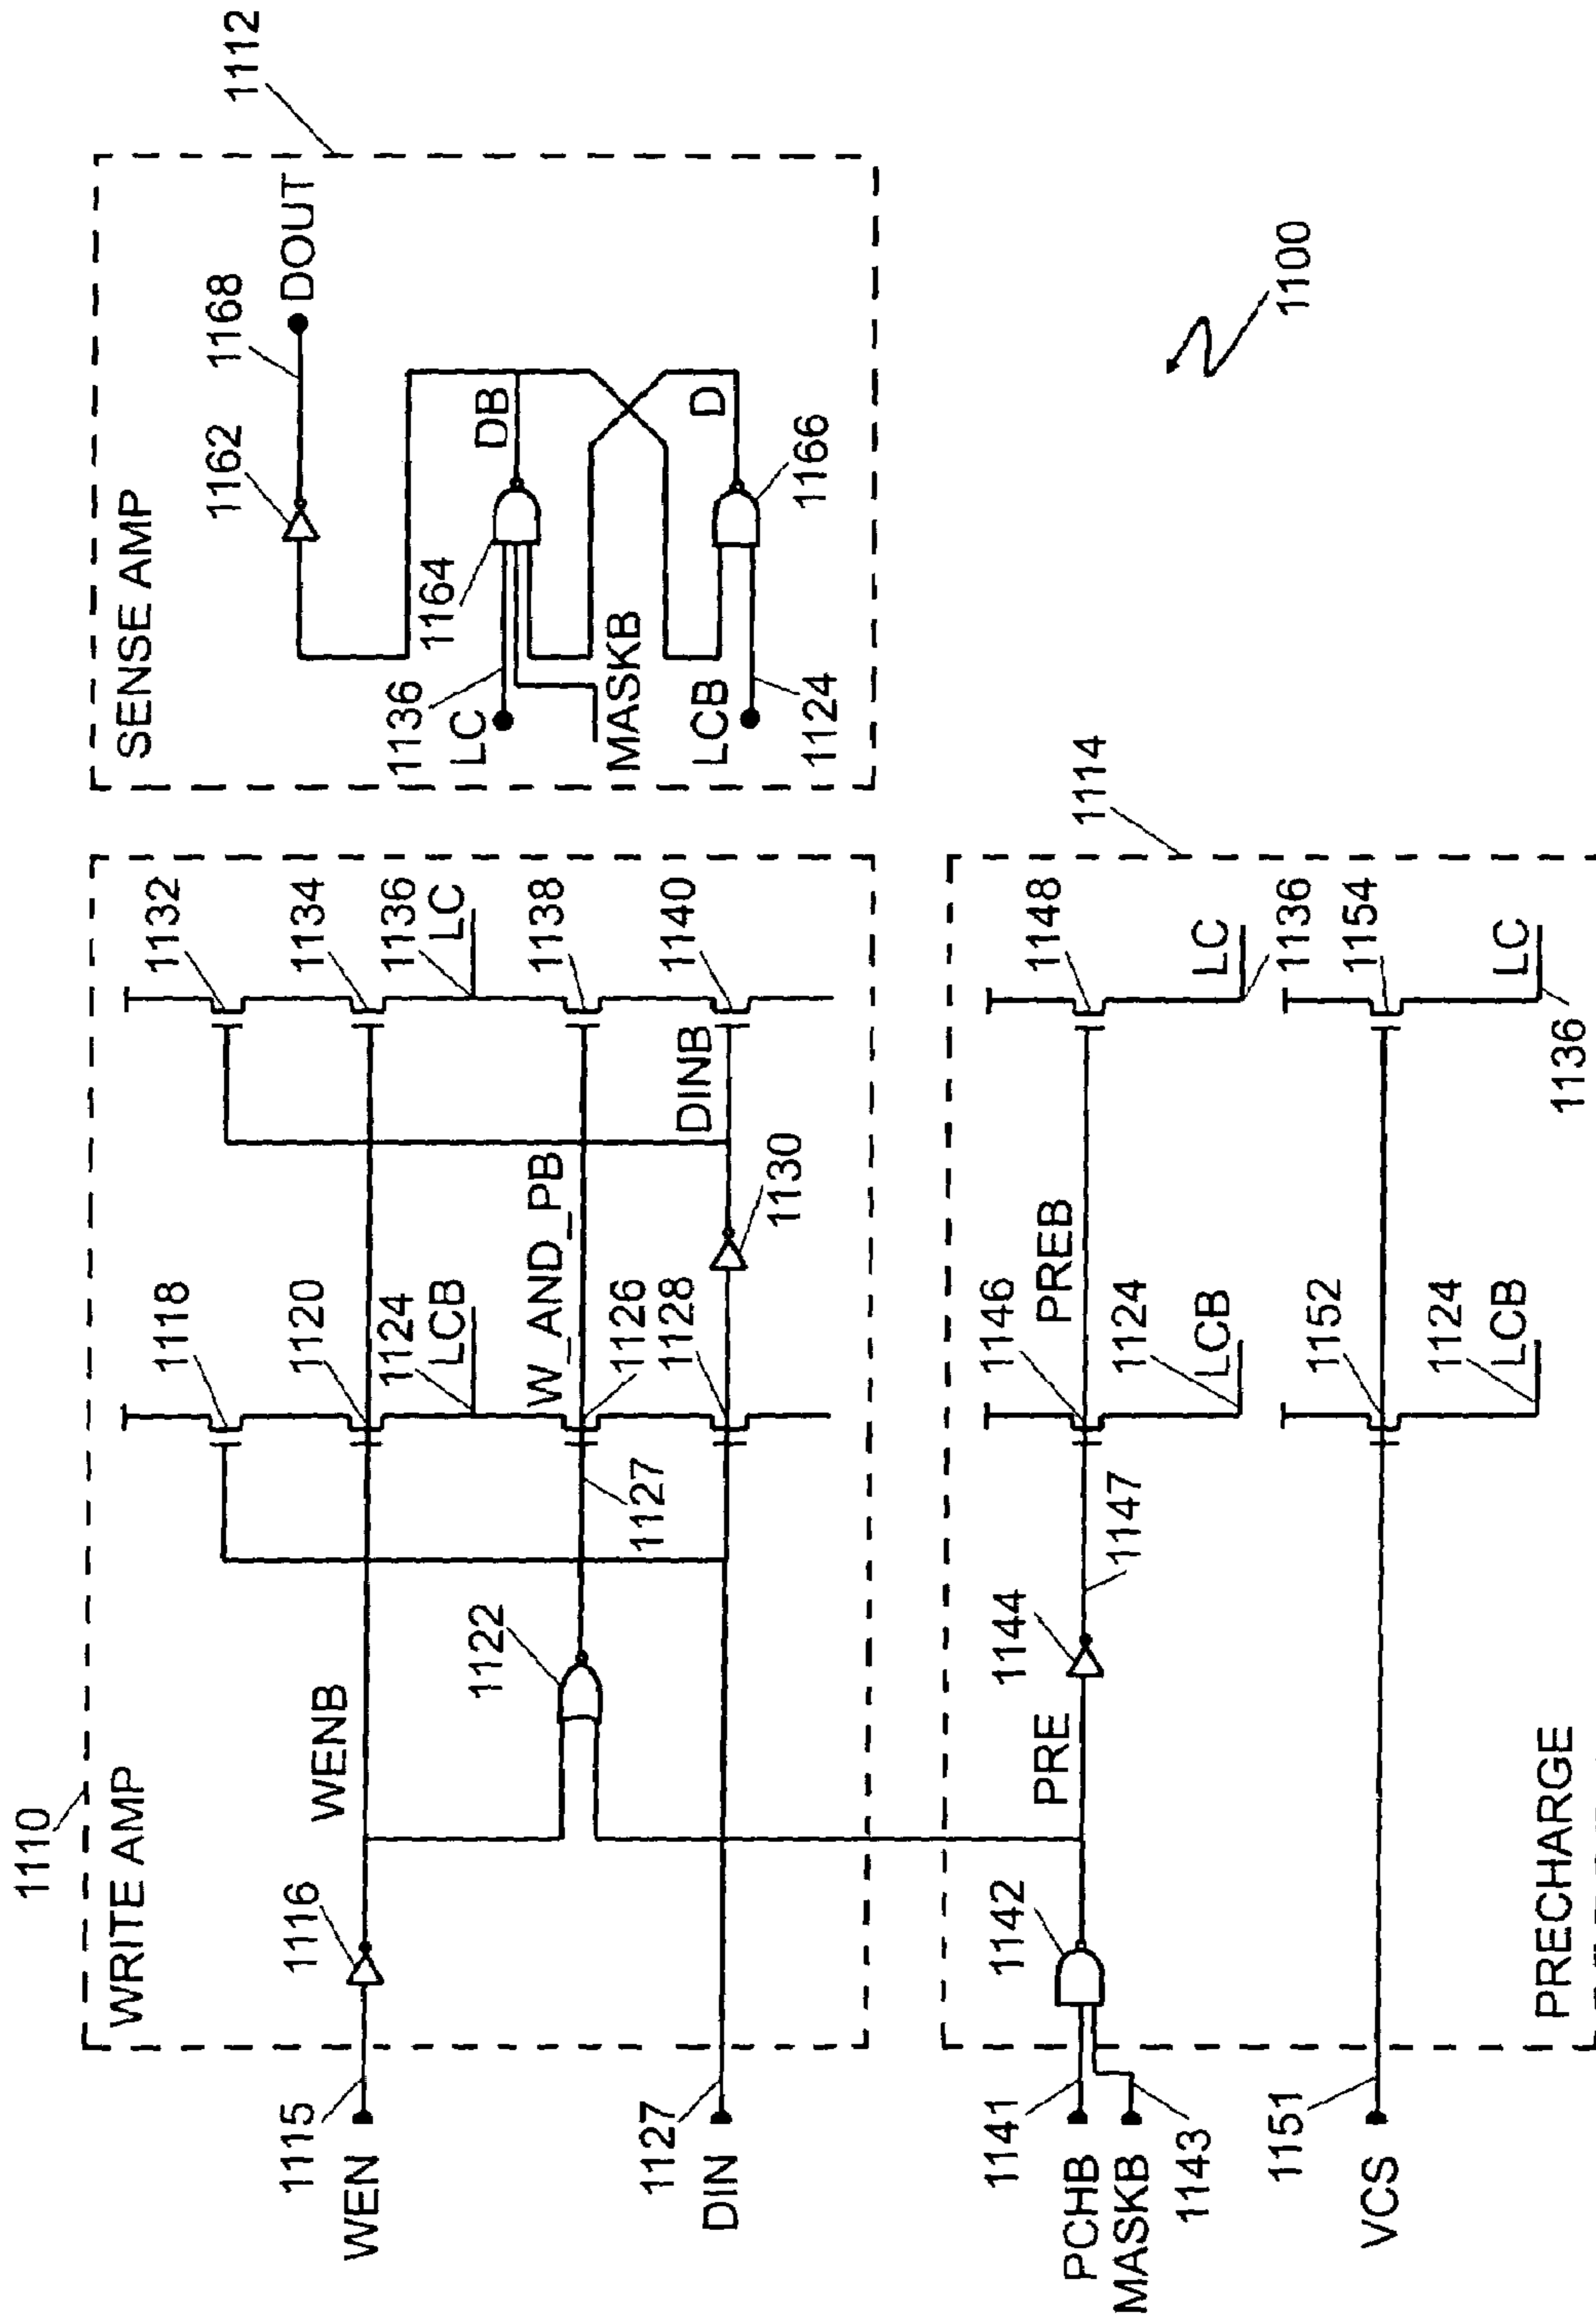 1110
WRITE AMP
1115
WEN
1116
WENB
1122
1127
1118
1120
1124
LCB
W_AND_PB
1126
1128
1130
DINB
1132
1134
1136
LC
1138
1140
1127
DIN
SENSE AMP
1112
1162
1168
DOUT
1164
DB
1136
LC
MASKB
D
1166
LCB
1124
1114
1141
PCHB
MASKB
1143
1142
PRE
1144
1147
1146
PREB
1148
1124
LCB
LC
1136
1151
VCS
1152
1154
1124
LCB
LC
1136
PRECHARGE
1100